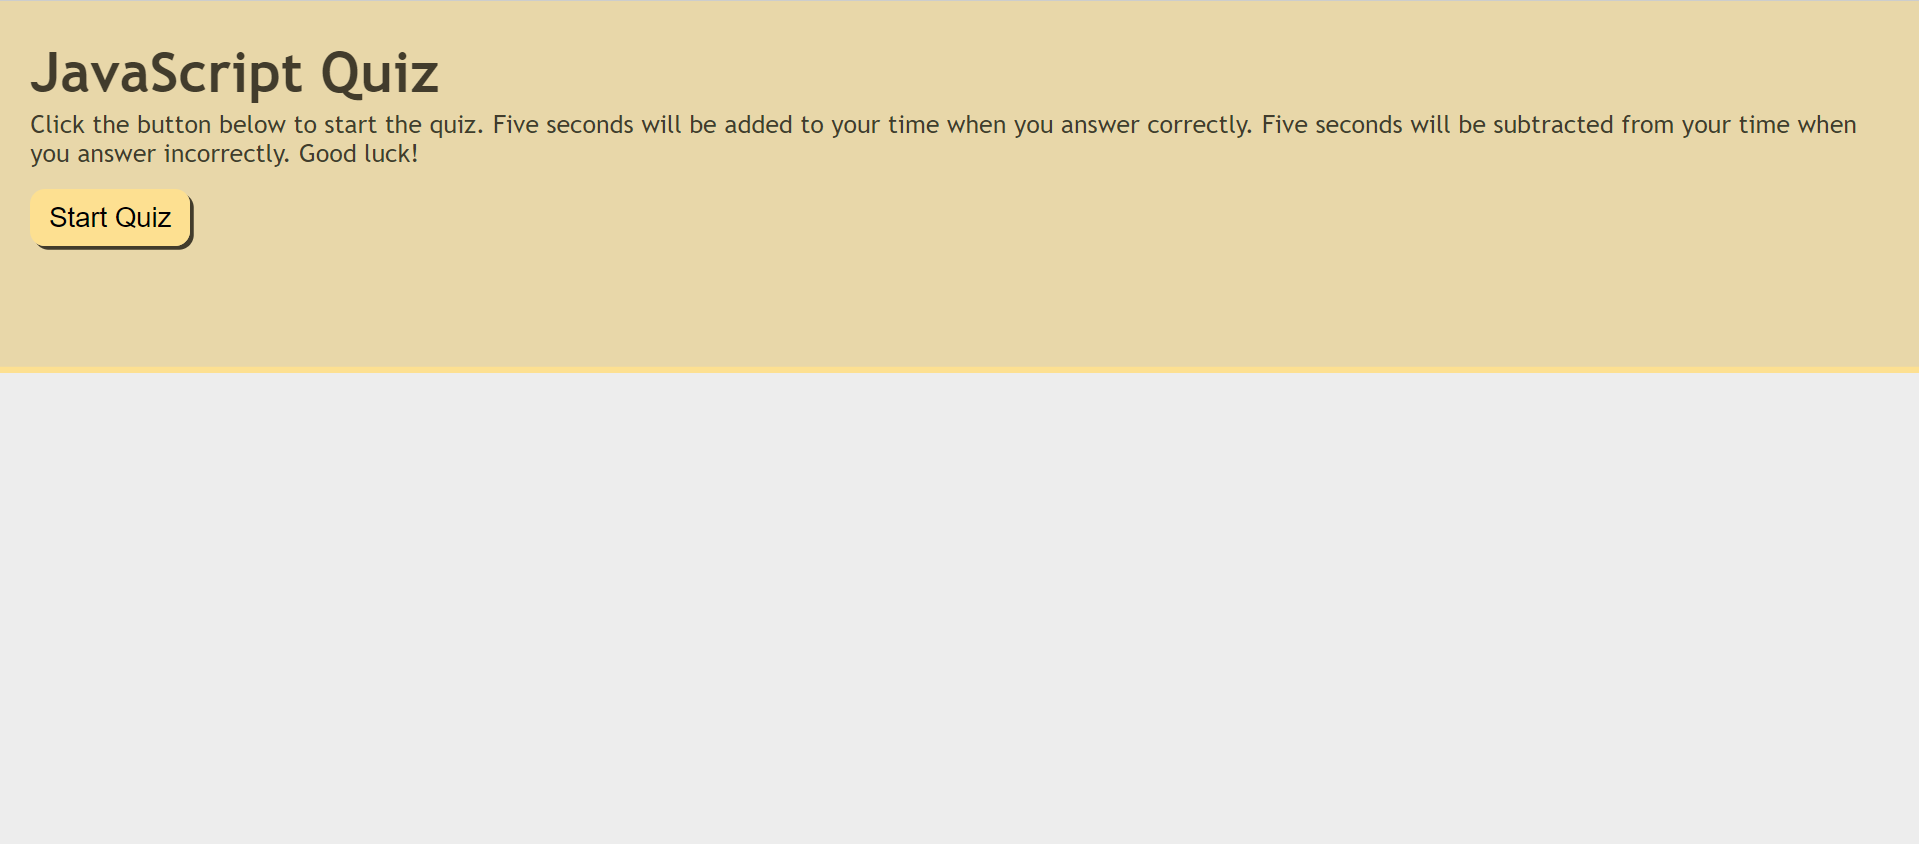 JavaScript Quiz
Click the button below to start the quiz. Five seconds will be added to your time when you answer correctly. Five seconds will be subtracted from your time when
you answer incorrectly. Good luck!
Start Quiz